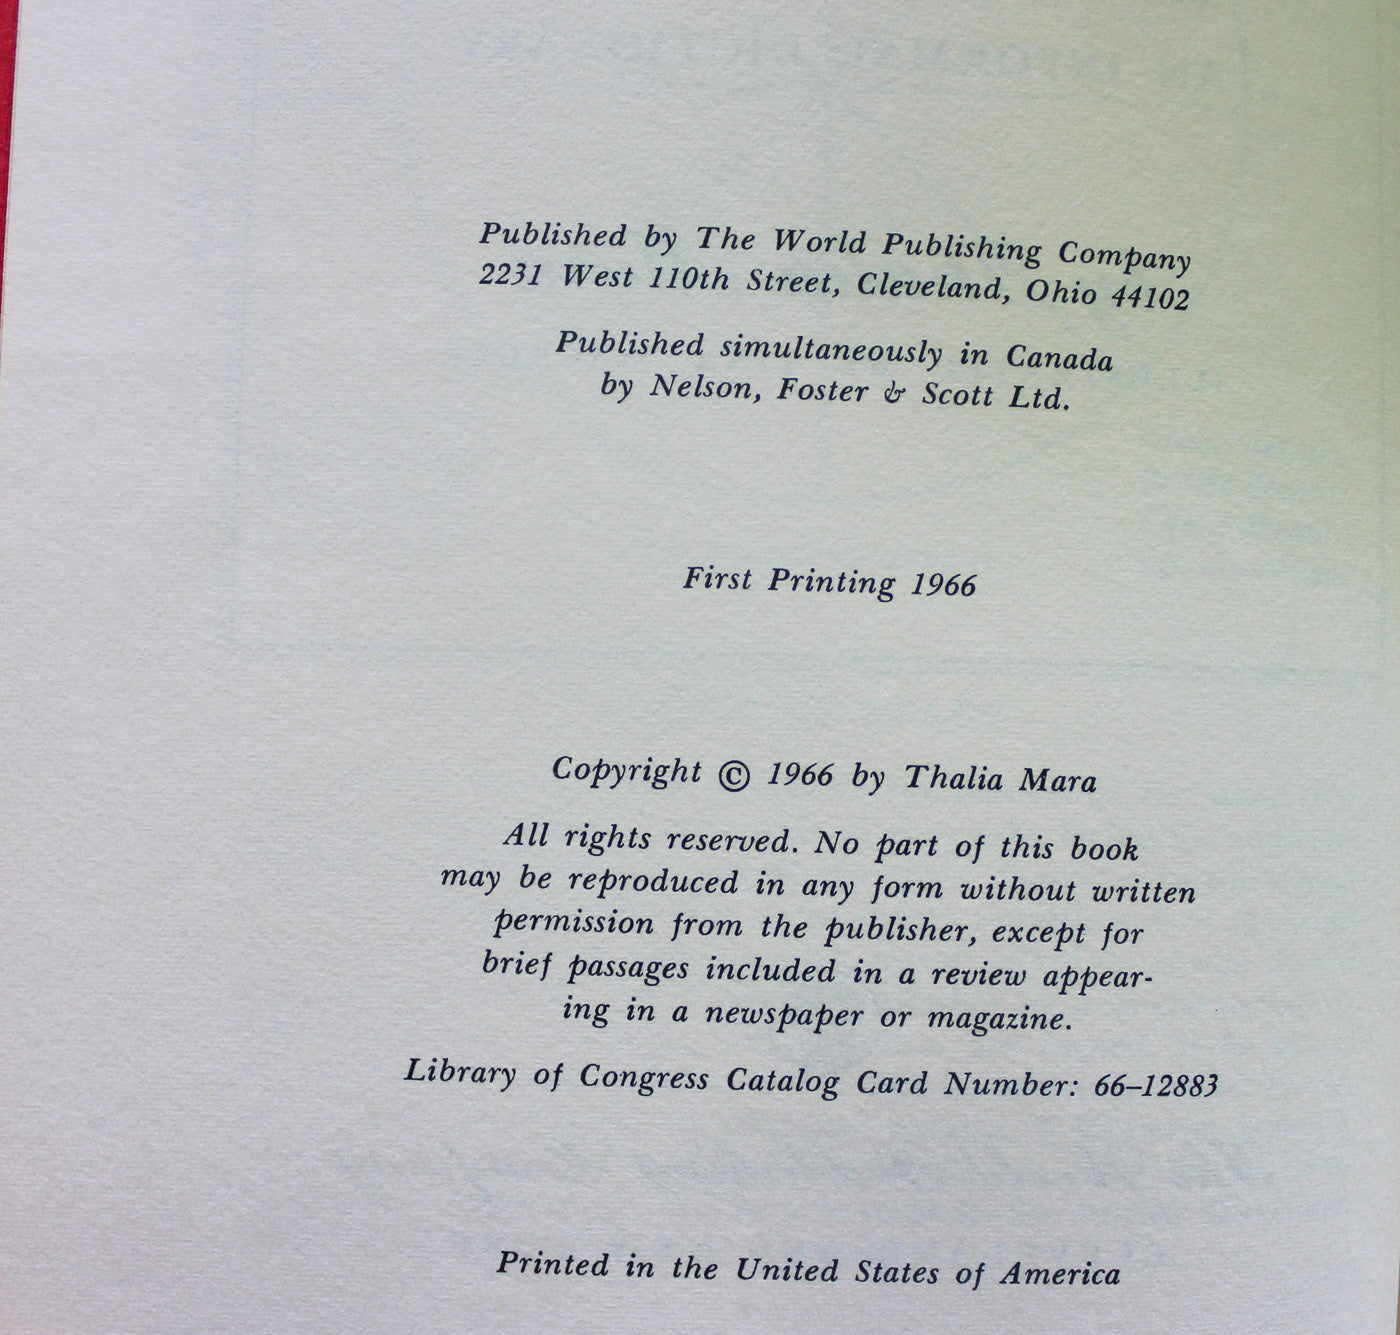 Published by The World Publishing Company
2231 West 110th Street, Cleveland, Ohio 44102
Published simultaneously in Canada
by Nelson, Foster & Scott Ltd.
First Printing 1966
Copyright © 1966 by Thalia Mara
All rights reserved. No part of this book
may be reproduced in any form without written
permission from the publisher, except for
brief passages included in a review appear-
ing in a newspaper or magazine.
Library of Congress Catalog Card Number: 66–12883
Printed in the United States of America